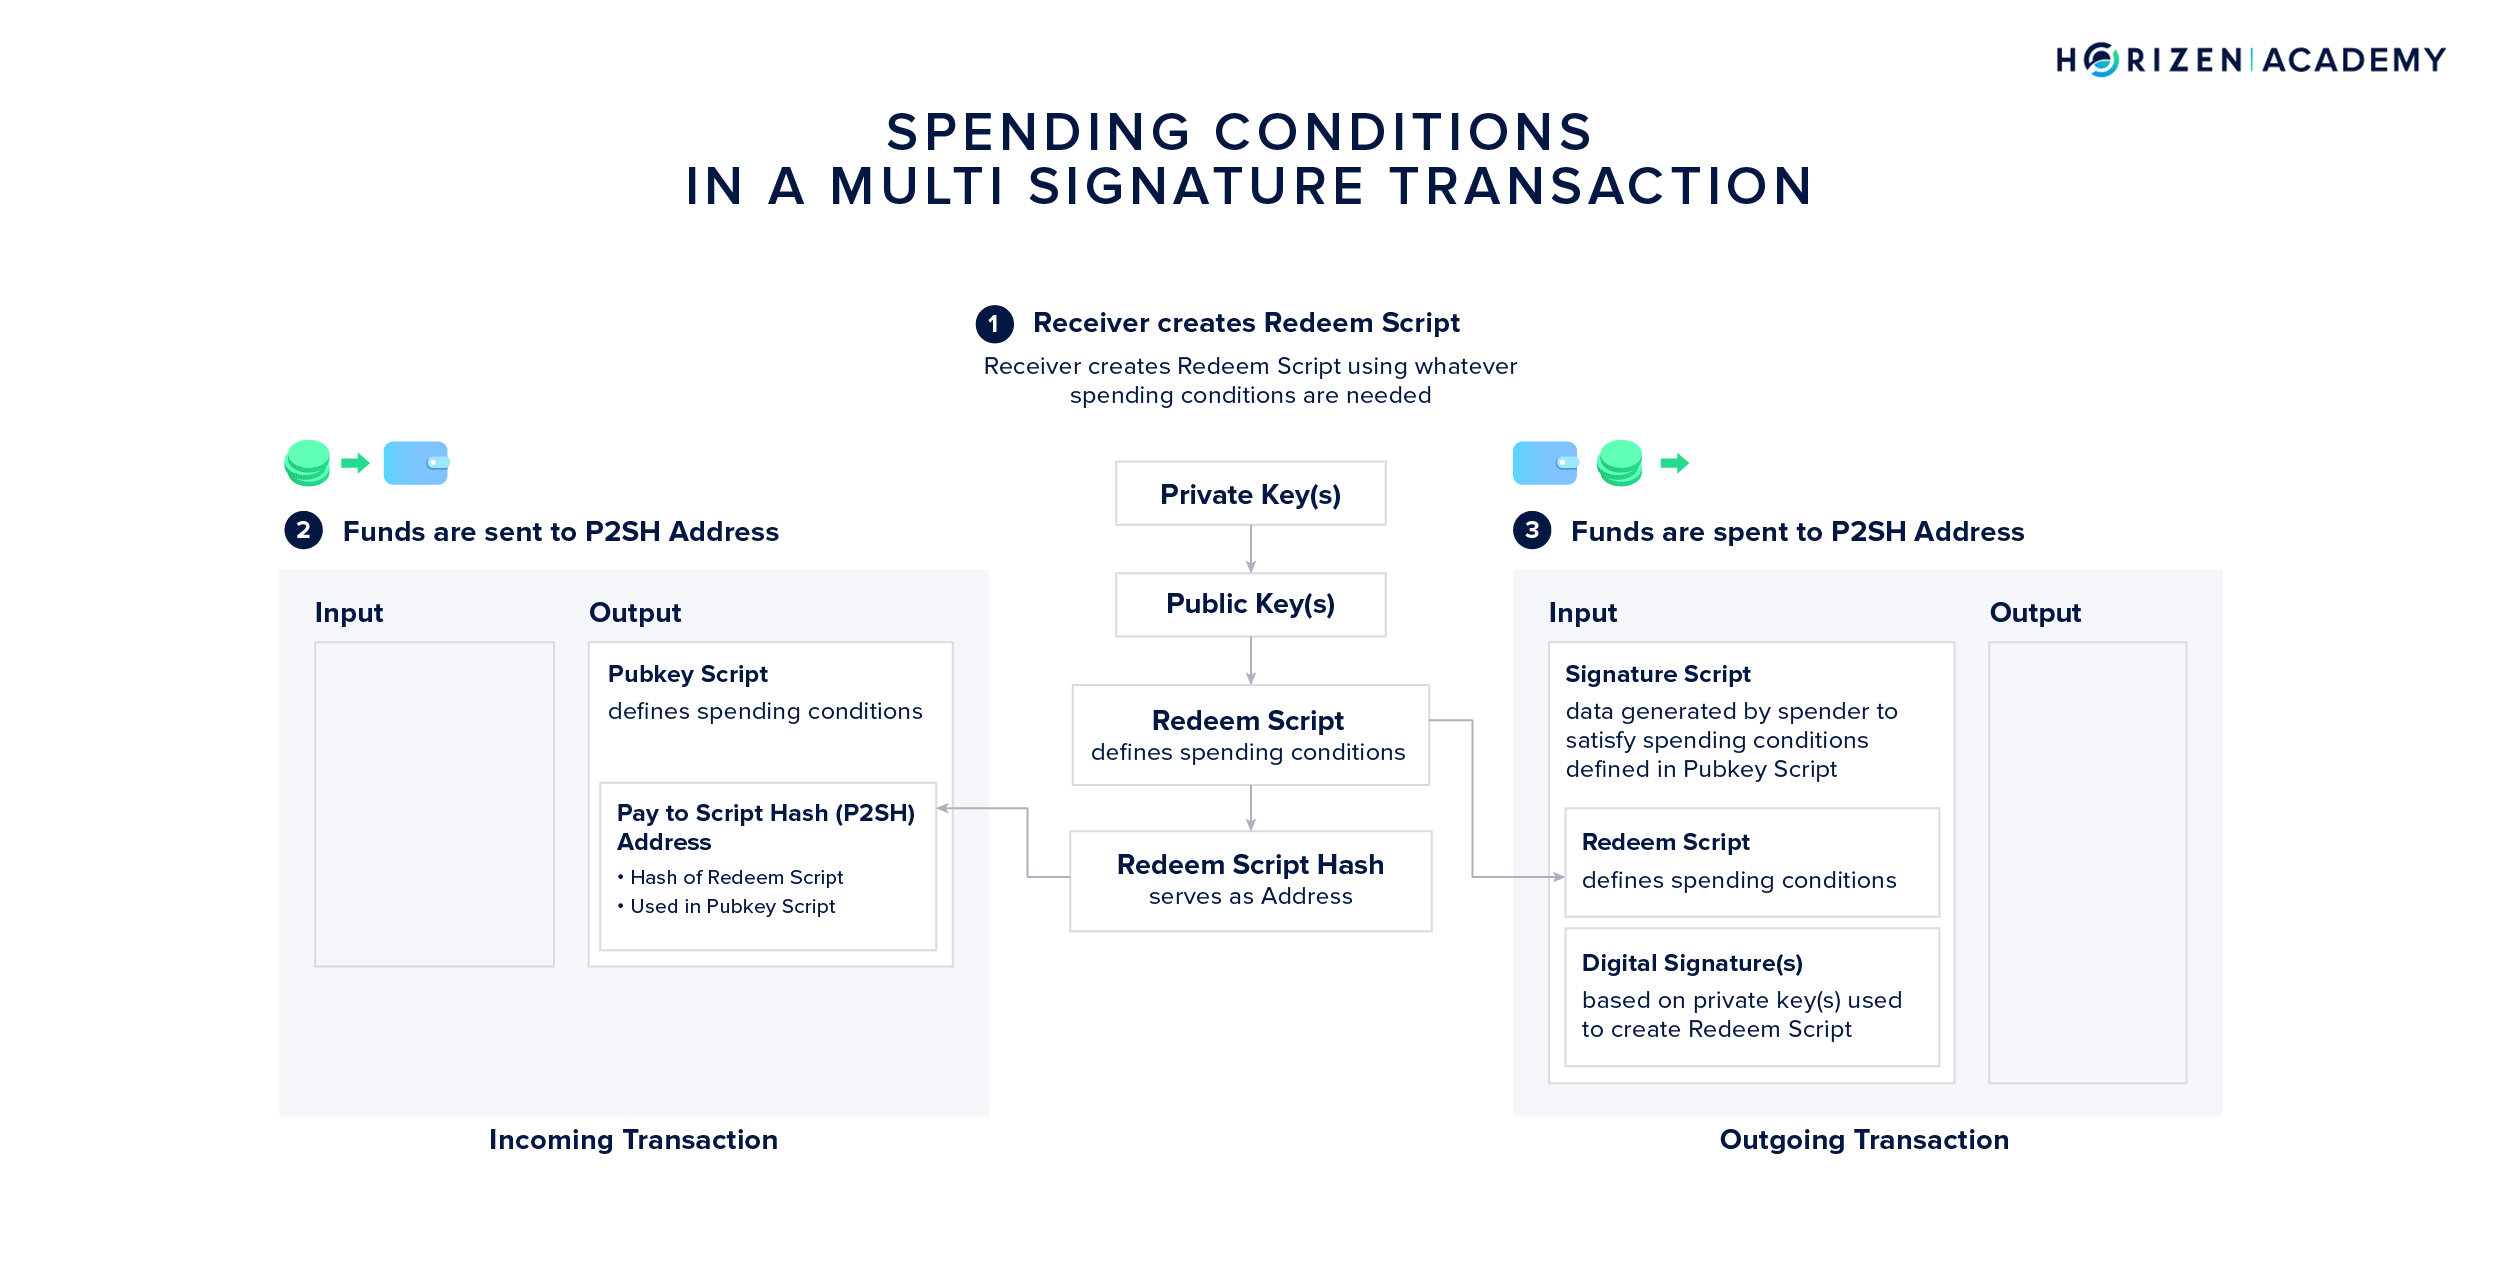 HORIZEN ACADEMY
SPENDING CONDITIONS
IN A MULTI SIGNATURE TRANSACTION
1 Receiver creates Redeem Script
Receiver creates Redeem Script using whatever
spending conditions are needed
2 Funds are sent to P2SH Address
Input
Output
Pubkey Script
defines spending conditions
Pay to Script Hash (P2SH)
Address
• Hash of Redeem Script
• Used in Pubkey Script
Incoming Transaction
Private Key(s)
Public Key(s)
Redeem Script
defines spending conditions
Redeem Script Hash
serves as Address
3 Funds are spent to P2SH Address
Input
Output
Signature Script
data generated by spender to
satisfy spending conditions
defined in Pubkey Script
Redeem Script
defines spending conditions
Digital Signature(s)
based on private key(s) used
to create Redeem Script
Outgoing Transaction